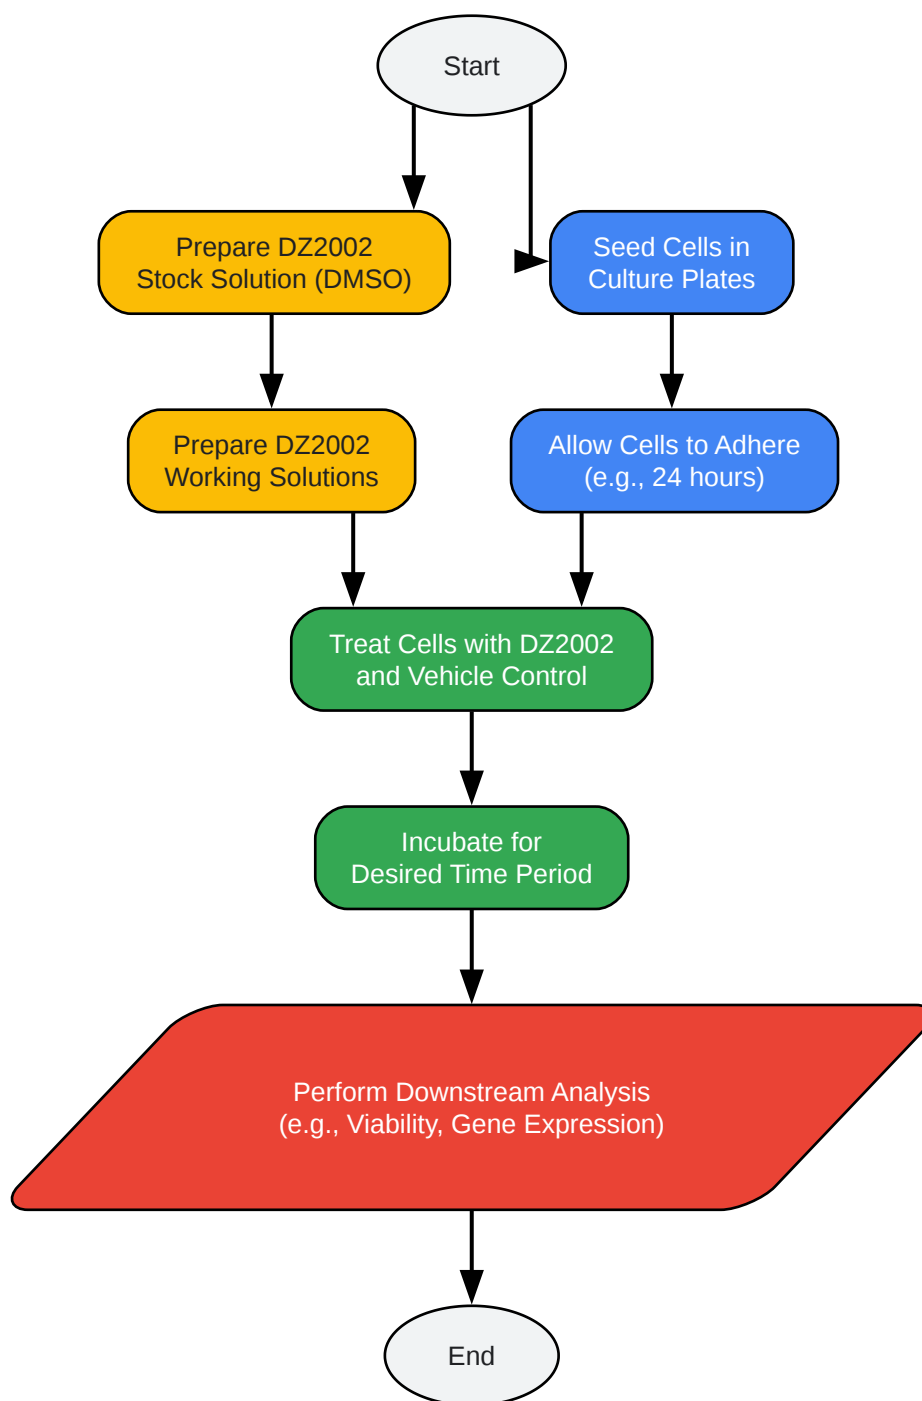 Start
Prepare DZ2002
Stock Solution (DMSO)
Seed Cells in
Culture Plates
Prepare DZ2002
Working Solutions
Allow Cells to Adhere
(e.g., 24 hours)
Treat Cells with DZ2002
and Vehicle Control
Incubate for
Desired Time Period
Perform Downstream Analysis
(e.g., Viability, Gene Expression)
End